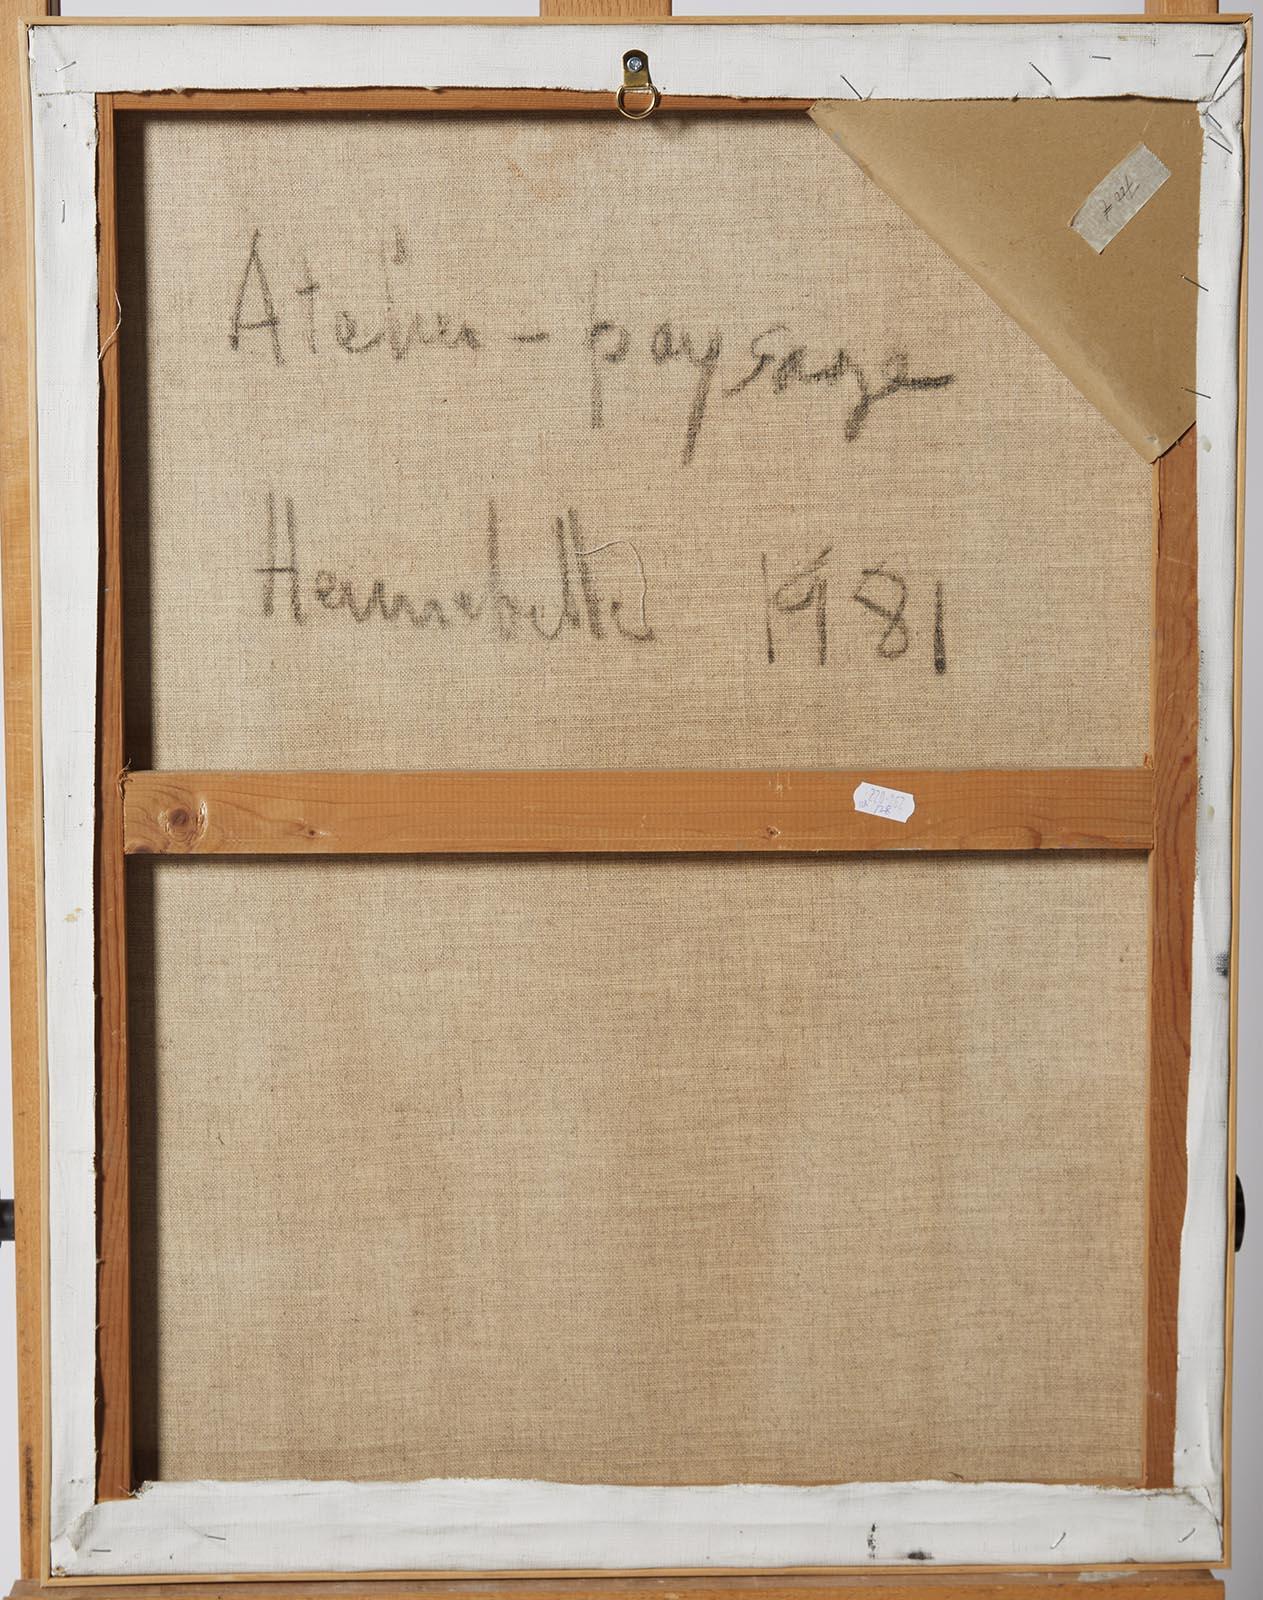 Atelier - paysage
Hennebelle 1981